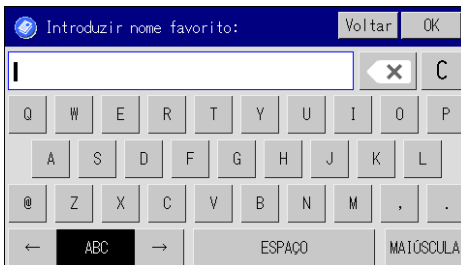 Introduzir nome favorito: Voltar OK
C
Q W E R T Y U I O P
A S D F G H J K L
@ Z X C V B N M , .
← ABC → ESPAÇO MAIÚSCULA